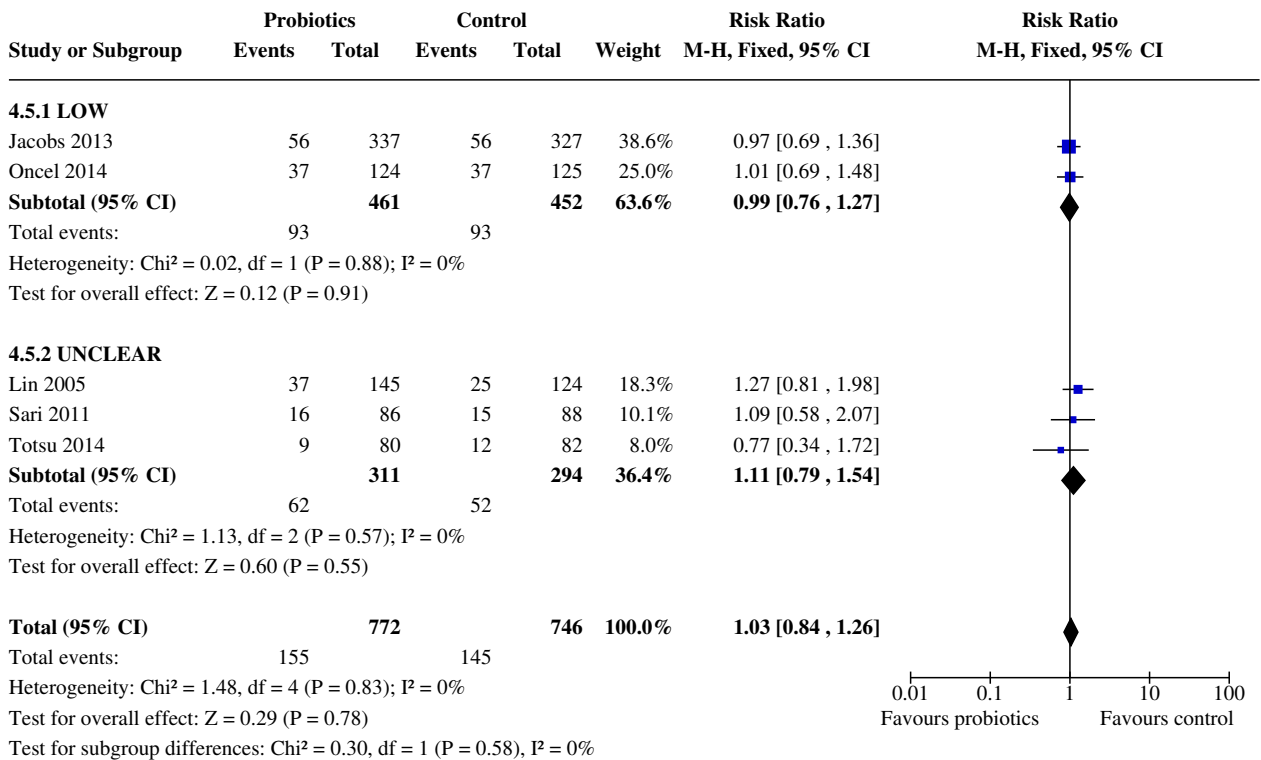 Probiotics Control Risk Ratio Risk Ratio
Study or Subgroup Events Total Events Total Weight M-H, Fixed, 95% CI M-H, Fixed, 95% CI
4.5.1 LOW
Jacobs 2013 56 337 56 327 38.6% 0.97 [0.69 , 1.36]
Oncel 2014 37 124 37 125 25.0% 1.01 [0.69 , 1.48]
Subtotal (95% CI) 461 452 63.6% 0.99 [0.76 , 1.27]
Total events: 93 93
Heterogeneity: Chi² = 0.02, df = 1 (P = 0.88); I² = 0%
Test for overall effect: Z = 0.12 (P = 0.91)
4.5.2 UNCLEAR
Lin 2005 37 145 25 124 18.3% 1.27 [0.81 , 1.98]
Sari 2011 16 86 15 88 10.1% 1.09 [0.58 , 2.07]
Totsu 2014 9 80 12 82 8.0% 0.77 [0.34 , 1.72]
Subtotal (95% CI) 311 294 36.4% 1.11 [0.79 , 1.54]
Total events: 62 52
Heterogeneity: Chi² = 1.13, df = 2 (P = 0.57); I² = 0%
Test for overall effect: Z = 0.60 (P = 0.55)
Total (95% CI) 772 746 100.0% 1.03 [0.84 , 1.26]
Total events: 155 145
Heterogeneity: Chi² = 1.48, df = 4 (P = 0.83); I² = 0%
0.01 0.1 1 10 100
Test for overall effect: Z = 0.29 (P = 0.78) Favours probiotics Favours control
Test for subgroup differences: Chi² = 0.30, df = 1 (P = 0.58), I² = 0%